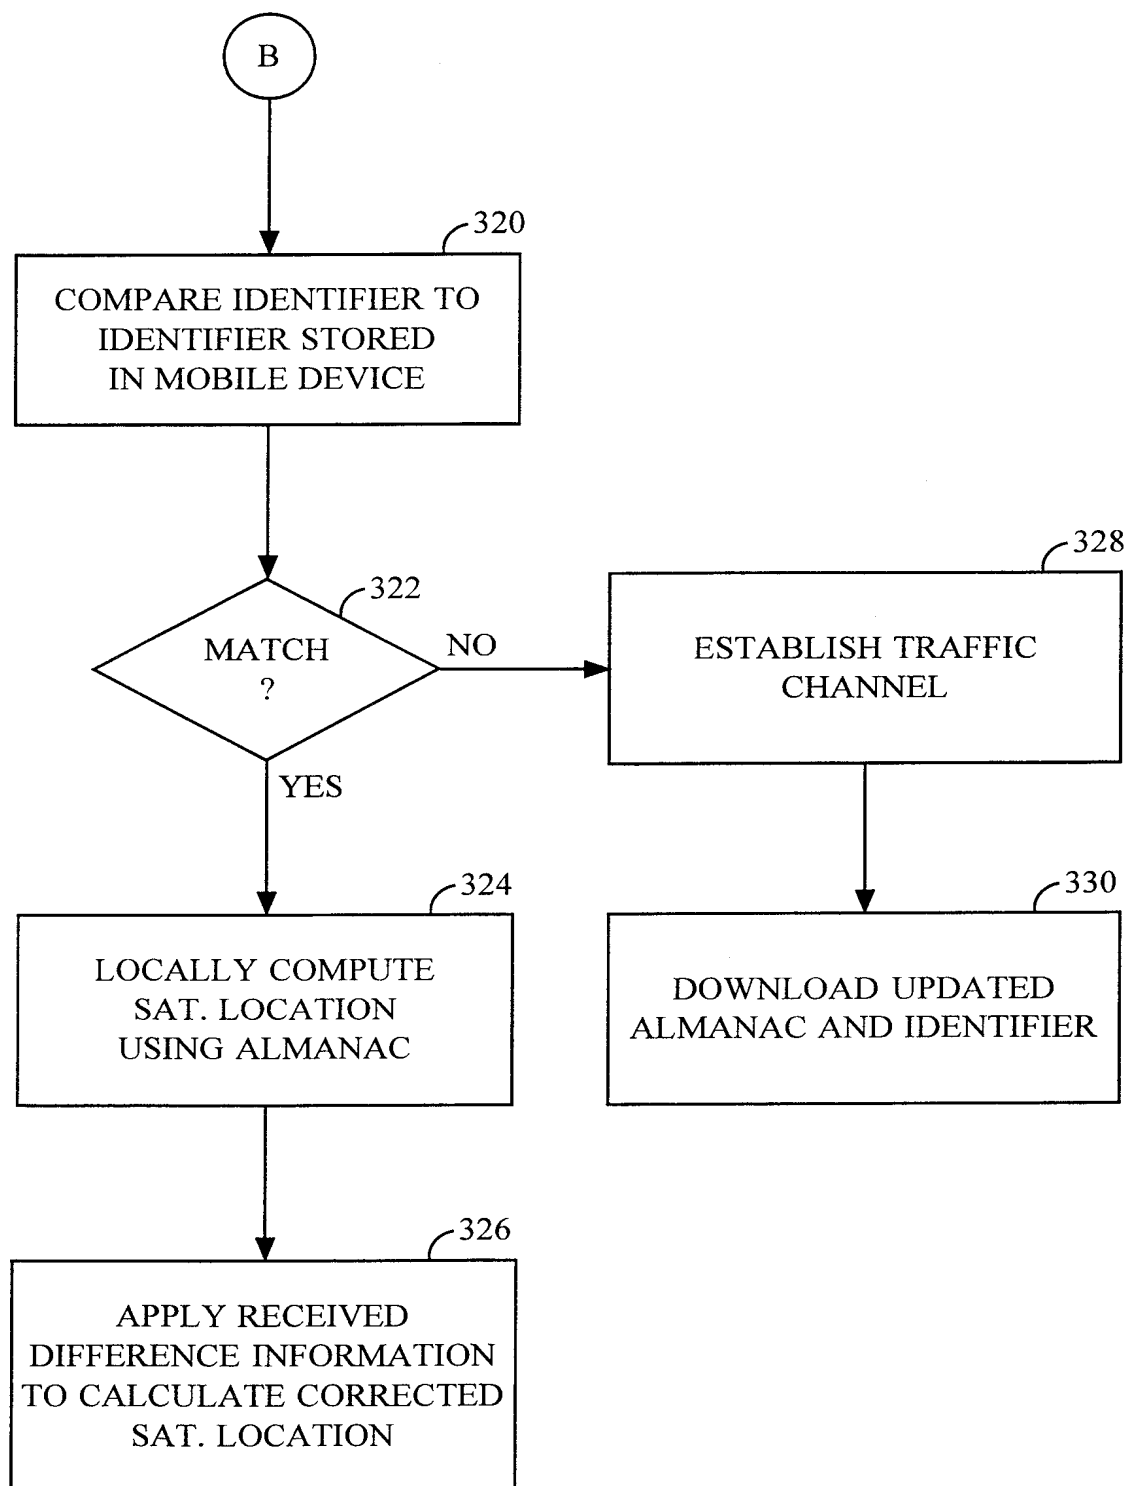 B
320
COMPARE IDENTIFIER TO
IDENTIFIER STORED
IN MOBILE DEVICE
322
MATCH
?
NO
YES
328
ESTABLISH TRAFFIC
CHANNEL
324
LOCALLY COMPUTE
SAT. LOCATION
USING ALMANAC
330
DOWNLOAD UPDATED
ALMANAC AND IDENTIFIER
326
APPLY RECEIVED
DIFFERENCE INFORMATION
TO CALCULATE CORRECTED
SAT. LOCATION